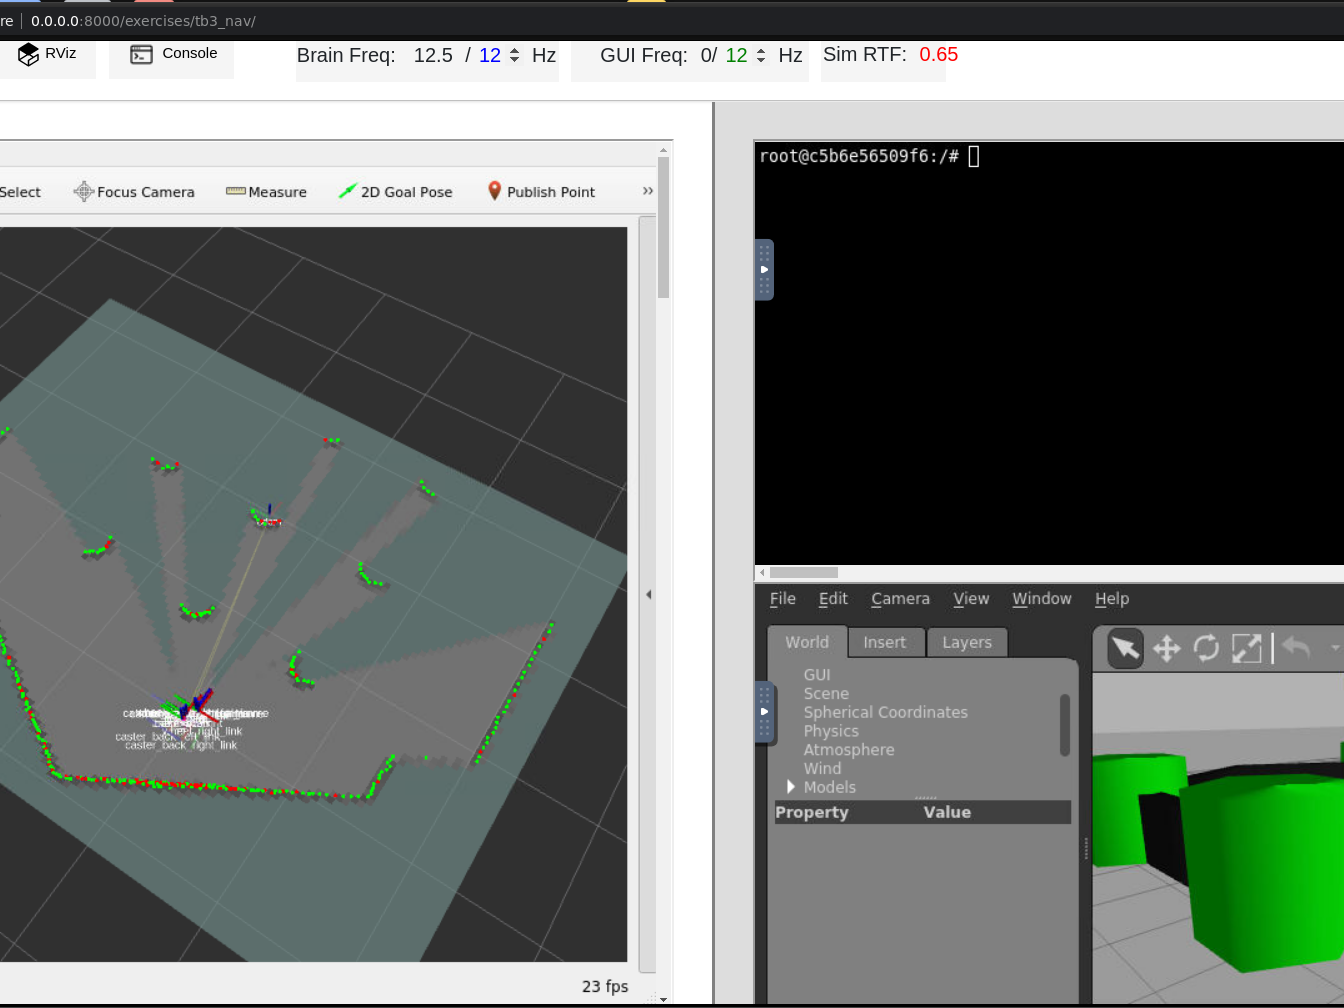 re 0.0.0.0:8000/exercises/tb3_nav/
RViz Console Brain Freq: 12.5 / 12 Hz GUI Freq: 0/ 12 Hz Sim RTF: 0.65
Select Focus Camera Measure 2D Goal Pose Publish Point »
caster_back_right_link
23 fps
root@c5b6e56509f6:/#
File Edit Camera View Window Help
World Insert Layers
GUI
Scene
Spherical Coordinates
Physics
Atmosphere
Wind
Models
Property Value